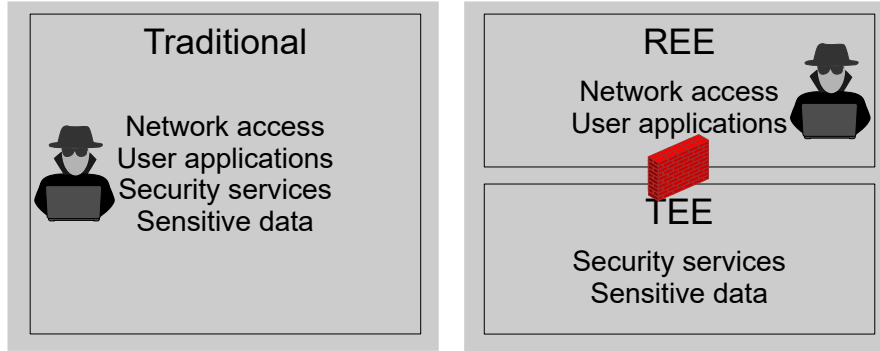 Traditional
Network access
User applications
Security services
Sensitive data
REE
Network access
User applications
TEE
Security services
Sensitive data